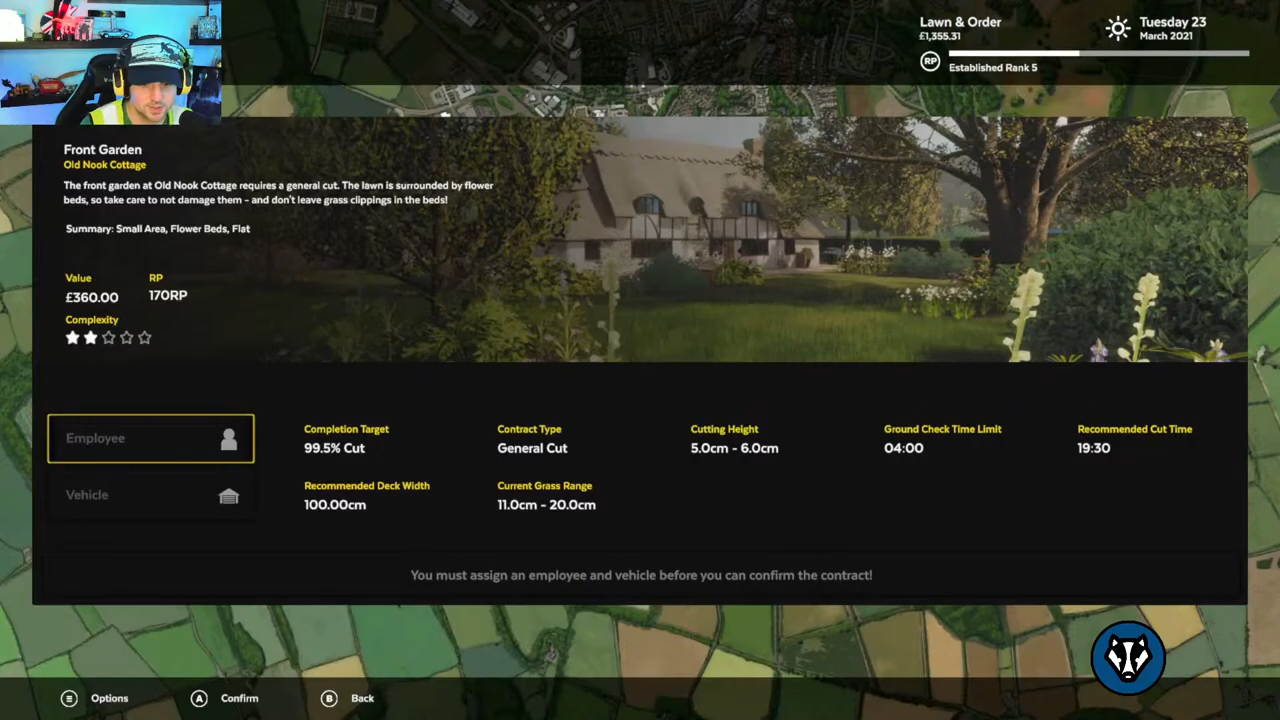 Lawn & Order
£1,355.31
Tuesday 23
March 2021
RP
Established Rank 5
Front Garden
Old Nook Cottage
The front garden at Old Nook Cottage requires a general cut. The lawn is surrounded by flower
beds, so take care to not damage them - and don't leave grass clippings in the beds!
Summary: Small Area, Flower Beds, Flat
Value
RP
£360.00
170RP
Complexity
Employee
Vehicle
Completion Target
99.5% Cut
Contract Type
General Cut
Cutting Height
5.0cm - 6.0cm
Ground Check Time Limit
04:00
Recommended Cut Time
19:30
Recommended Deck Width
100.00cm
Current Grass Range
11.0cm - 20.0cm
You must assign an employee and vehicle before you can confirm the contract!
Options
A Confirm
B Back